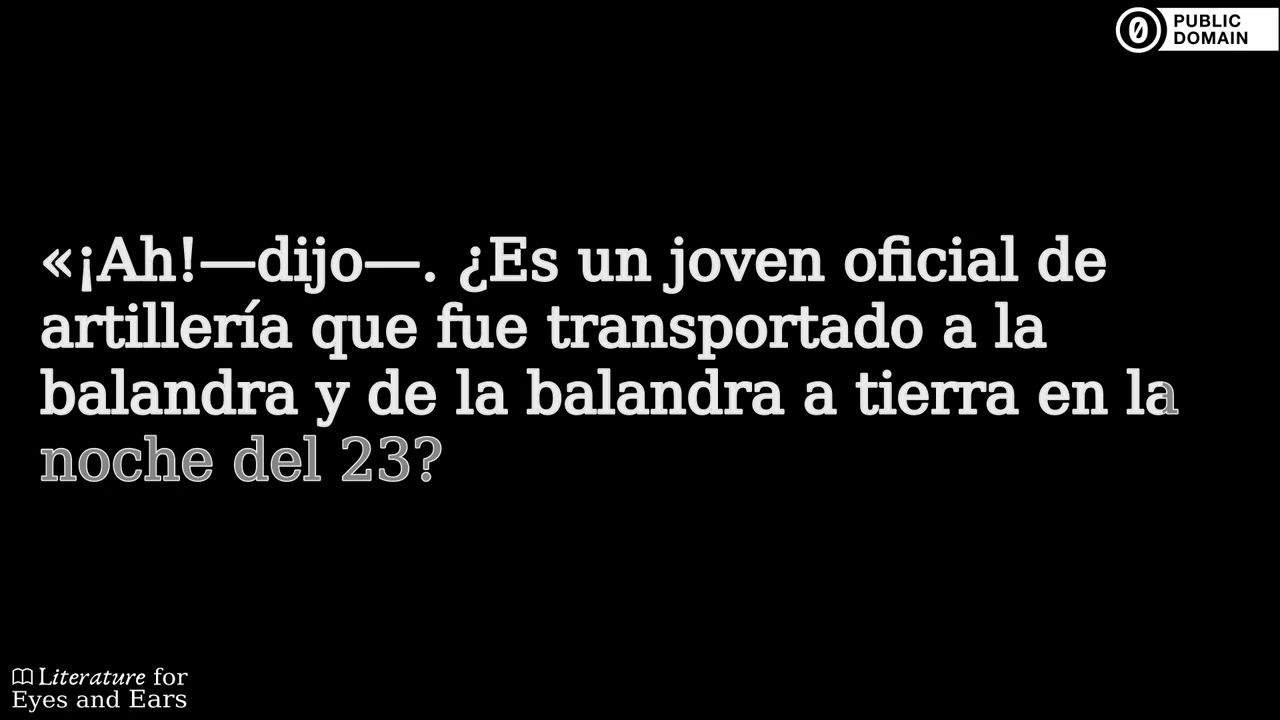 PUBLIC
DOMAIN
«¡Ah!—dijo—. ¿Es un joven oficial de
artillería que fue transportado a la
balandra y de la balandra a tierra en la
noche del 23?
Literature for
Eyes and Ears